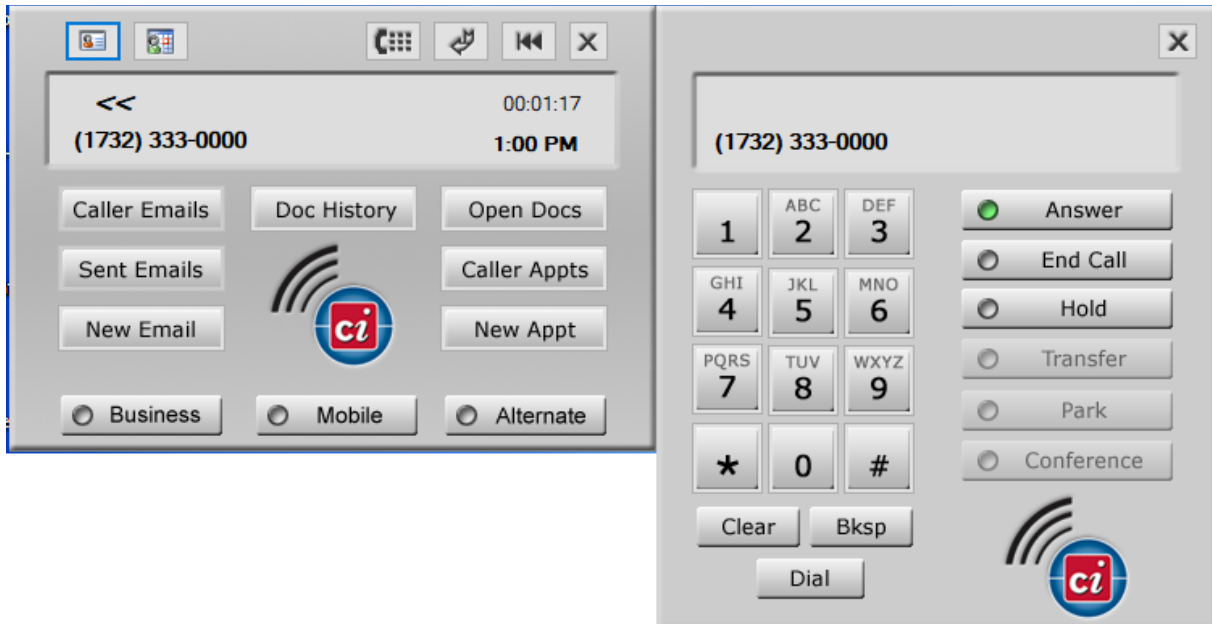 << 00:01:17
(1732) 333-0000 1:00 PM
Caller Emails Doc History Open Docs
Sent Emails Caller Appts
New Email New Appt
ci
Business Mobile Alternate
(1732) 333-0000
1 ABC 2 DEF 3
GHI 4 JKL 5 MNO 6
PQRS 7 TUV 8 WXYZ 9
* 0 #
Clear Bksp
Dial
Answer
End Call
Hold
Transfer
Park
Conference
ci